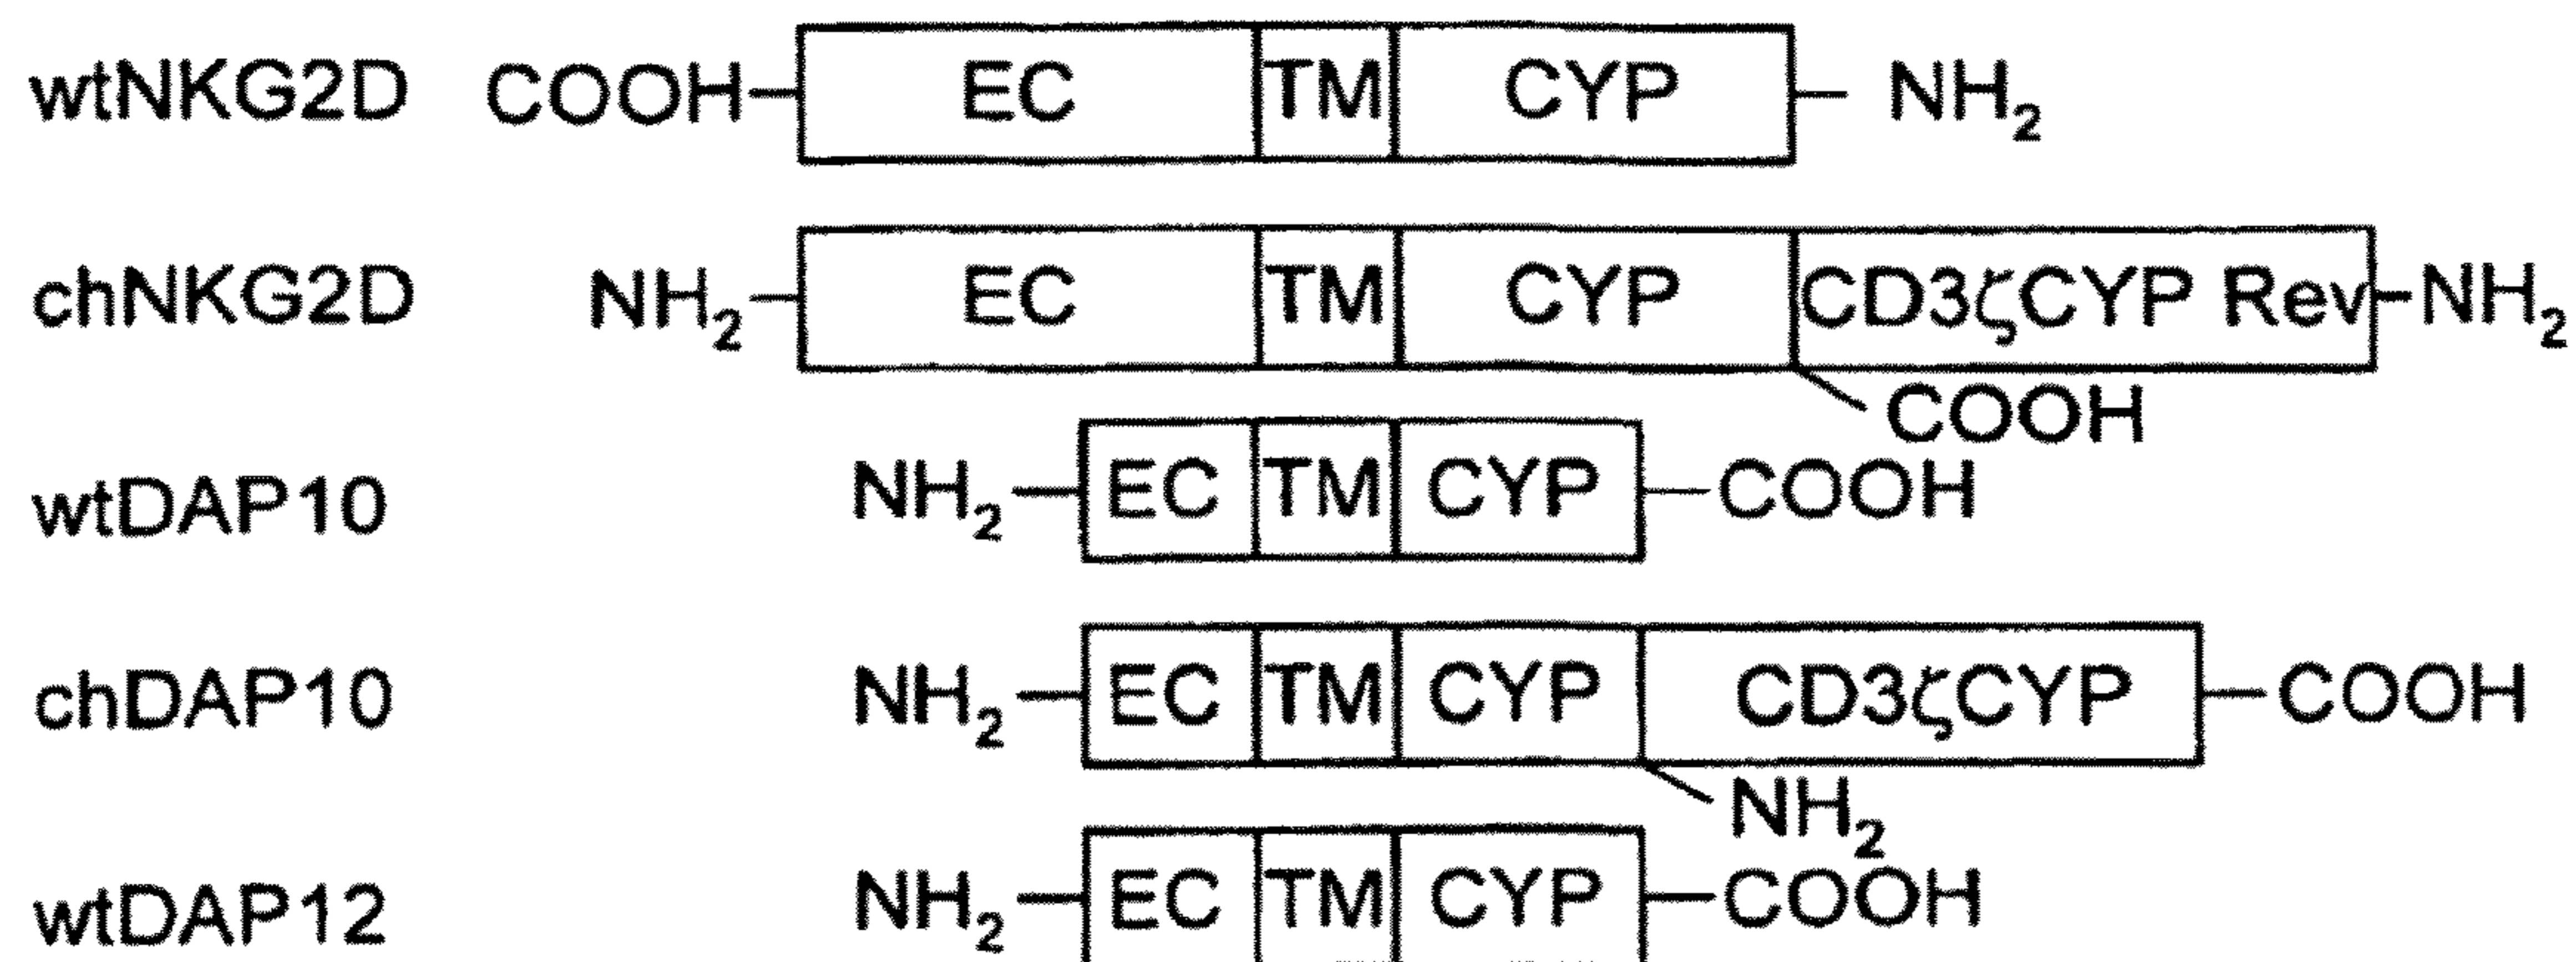 wtNKG2D COOH EC TM CYP NH₂
chNKG2D NH₂ EC TM CYP CD3ζCYP Rev NH₂
COOH
wtDAP10 NH₂ EC TM CYP COOH
chDAP10 NH₂ EC TM CYP CD3ζCYP COOH
NH₂
wtDAP12 NH₂ EC TM CYP COOH